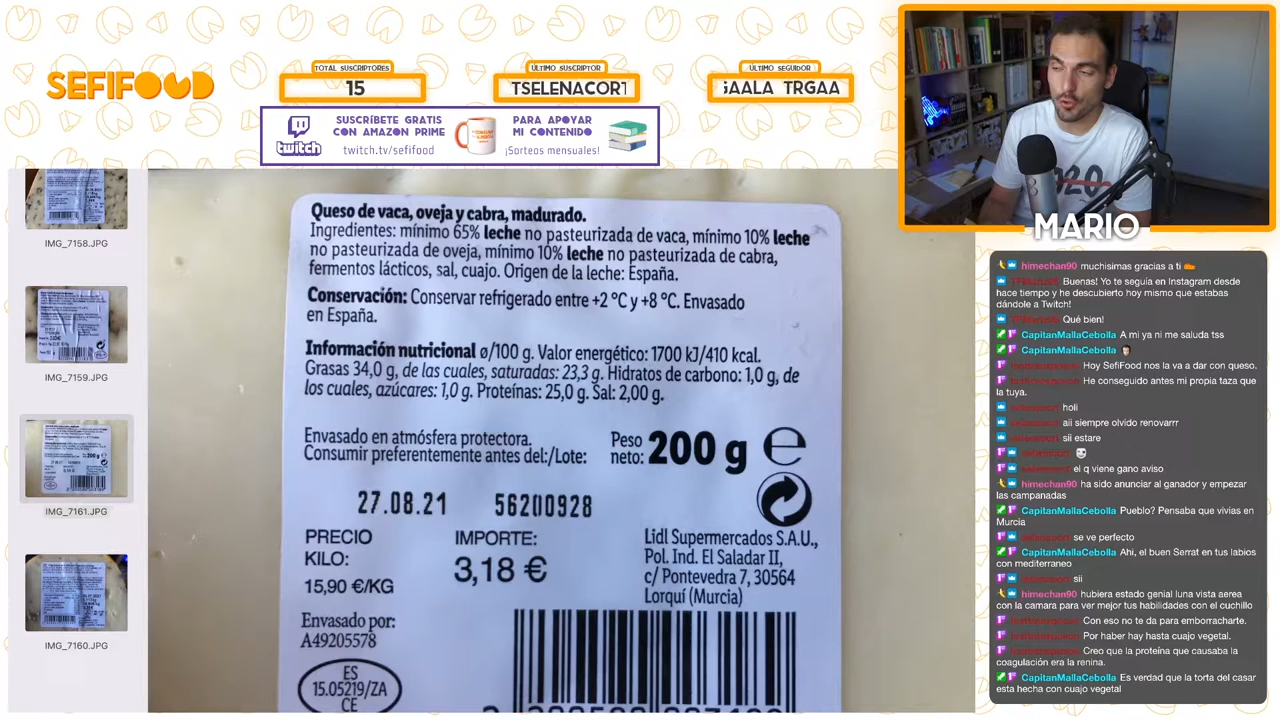 SEFIFOOD
TOTAL SUSCRIPTORES
15
ÚLTIMO SUSCRIPTOR
TSELENACORT
ÚLTIMO SEGUIDOR
GAALA TRGAA
twitch
SUSCRÍBETE GRATIS
CON AMAZON PRIME
twitch.tv/sefifood
PARA APOYAR
MI CONTENIDO
¡Sorteos mensuales!
2020
MARIO
IMG_7158.JPG
IMG_7159.JPG
IMG_7161.JPG
IMG_7160.JPG
Queso de vaca, oveja y cabra, madurado.
Ingredientes: mínimo 65% leche no pasteurizada de vaca, mínimo 10% leche
no pasteurizada de oveja, mínimo 10% leche no pasteurizada de cabra,
fermentos lácticos, sal, cuajo. Origen de la leche: España.
Conservación: Conservar refrigerado entre +2 °C y +8 °C. Envasado
en España.
Información nutricional ø/100 g. Valor energético: 1700 kJ/410 kcal.
Grasas 34,0 g, de las cuales, saturadas: 23,3 g. Hidratos de carbono: 1,0 g, de
los cuales, azúcares: 1,0 g. Proteínas: 25,0 g. Sal: 2,00 g.
Envasado en atmósfera protectora.
Consumir preferentemente antes del:/Lote:
Peso
neto: 200 g e
27.08.21 56200928
PRECIO
KILO:
15,90 €/KG
IMPORTE:
3,18 €
Lidl Supermercados S.A.U.,
Pol. Ind. El Saladar II,
c/ Pontevedra 7, 30564
Lorquí (Murcia)
Envasado por:
A49205578
ES
15.05219/ZA
CE
himechan90 muchisimas gracias a ti
Buenas! Yo te seguía en Instagram desde
hace tiempo y he descubierto hoy mismo que estabas
dándole a Twitch!
Qué bien!
CapitanMallaCebolla A mi ya ni me saluda tss
CapitanMallaCebolla
Hoy SefiFood nos la va a dar con queso.
He conseguido antes mi propia taza que
la tuya.
holi
aii siempre olvido renovarrr
sii estare
el q viene gano aviso
himechan90 ha sido anunciar al ganador y empezar
las campanadas
CapitanMallaCebolla Pueblo? Pensaba que vivias en
Murcia
se ve perfecto
CapitanMallaCebolla Ahi, el buen Serrat en tus labios
con mediterraneo
sii
himechan90 hubiera estado genial luna vista aerea
con la camara para ver mejor tus habilidades con el cuchillo
Con eso no te da para emborracharte.
Por haber hay hasta cuajo vegetal.
Creo que la proteína que causaba la
coagulación era la renina.
CapitanMallaCebolla Es verdad que la torta del casar
esta hecha con cuajo vegetal